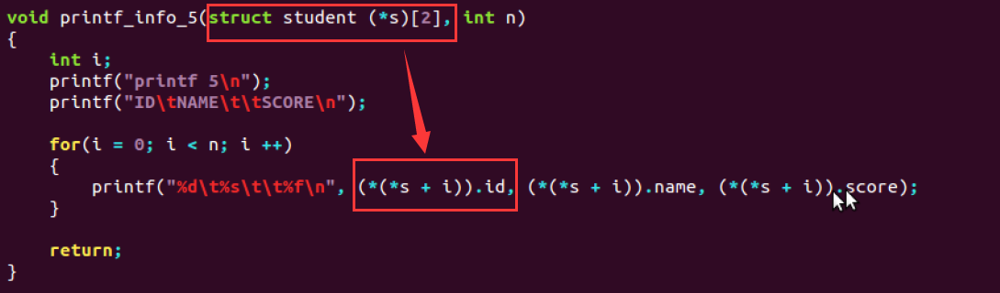 void printf_info_5(struct student (*s)[2], int n)
{
    int i;
    printf("printf 5\n");
    printf("ID\tNAME\t\tSCORE\n");

    for(i = 0; i < n; i ++)
    {
        printf("%d\t%s\t\t%f\n", (*(*s + i)).id, (*(*s + i)).name, (*(*s + i)).score);
    }

    return;
}